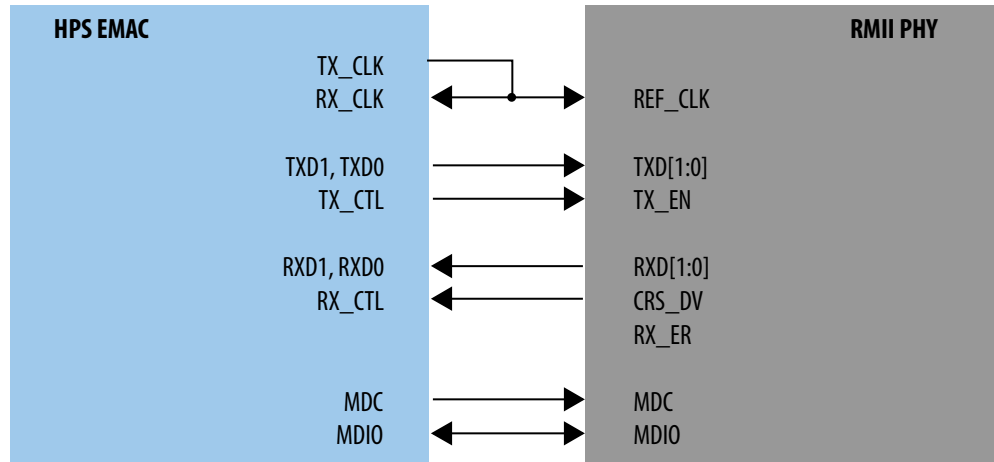 HPS EMAC RMII PHY
TX_CLK
RX_CLK REF_CLK
TXD1, TXD0 TXD[1:0]
TX_CTL TX_EN
RXD1, RXD0 RXD[1:0]
RX_CTL CRS_DV
RX_ER
MDC MDC
MDIO MDIO